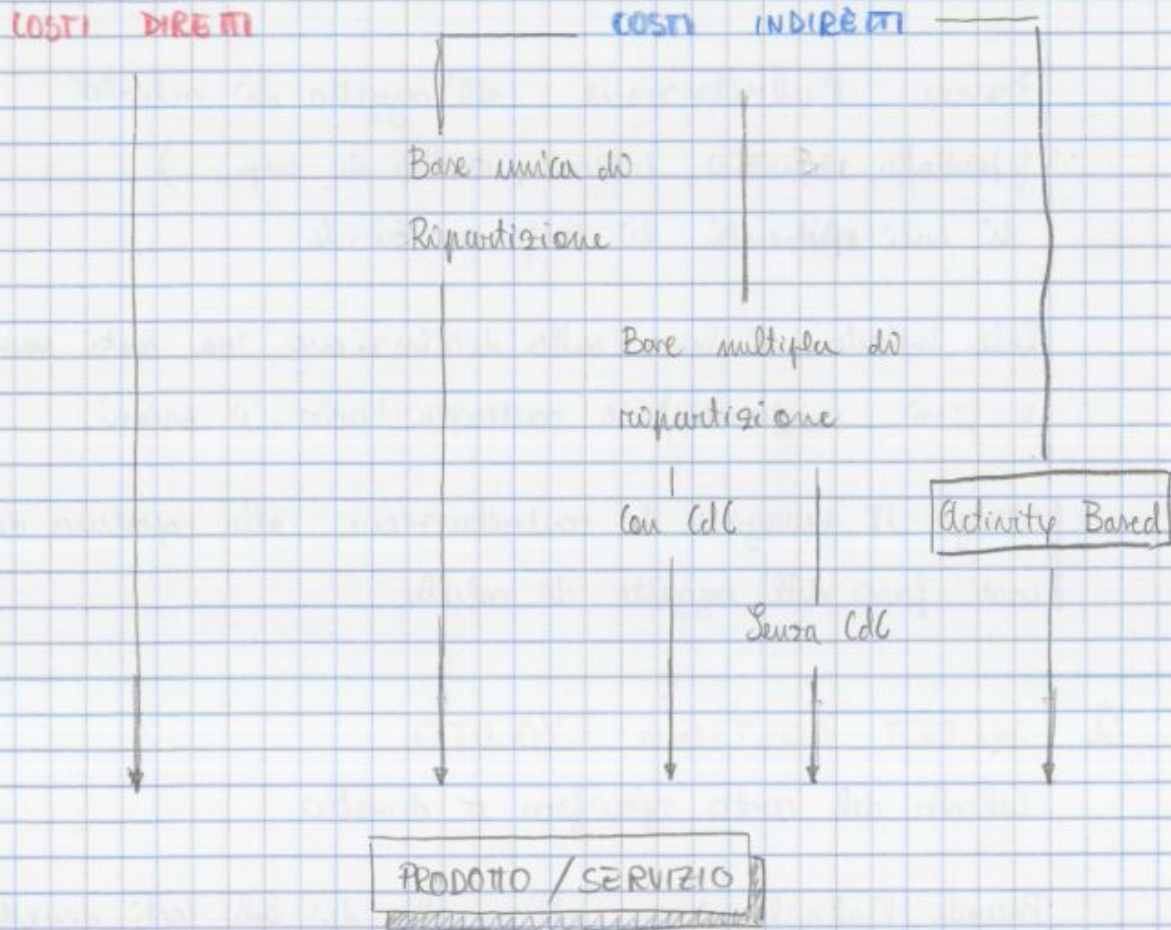 COSTI DIRETTI
COSTI INDIRETTI
Base unica di
Ripartizione
Base multipla di
ripartizione
Con CdC
Senza CdC
Activity Based
PRODOTTO / SERVIZIO